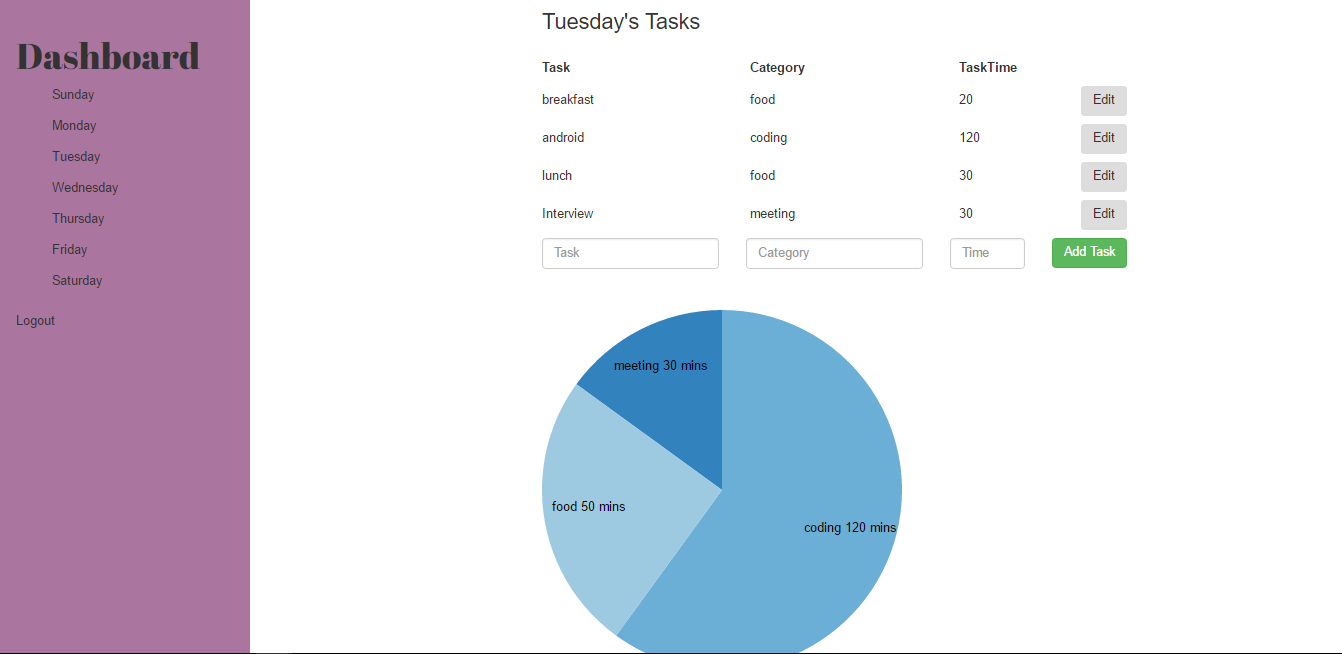 Dashboard
Sunday
Monday
Tuesday
Wednesday
Thursday
Friday
Saturday
Logout
Tuesday's Tasks
Task Category TaskTime
breakfast food 20 Edit
android coding 120 Edit
lunch food 30 Edit
Interview meeting 30 Edit
Task Category Time Add Task
meeting 30 mins
food 50 mins
coding 120 mins